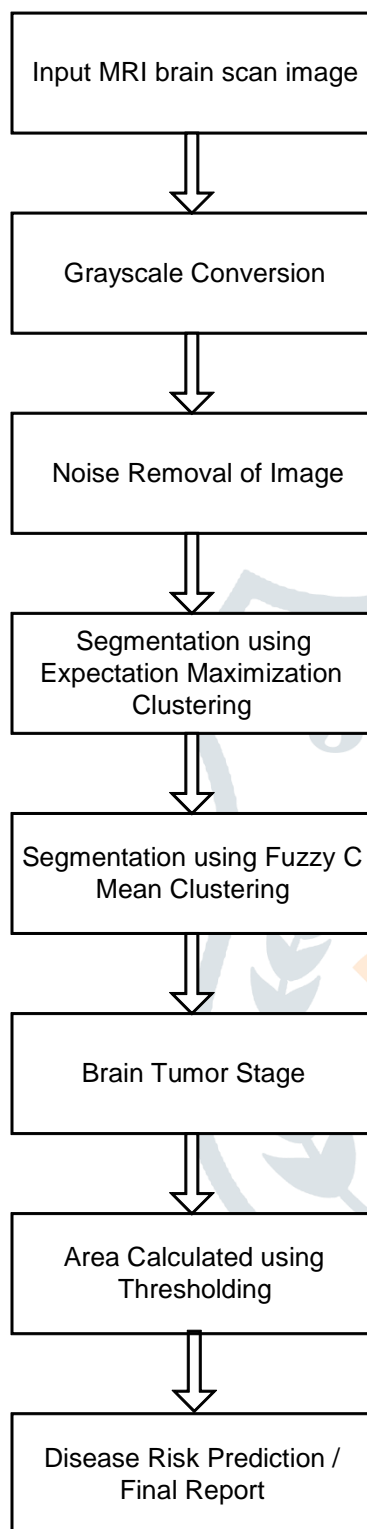 Input MRI brain scan image
Grayscale Conversion
Noise Removal of Image
Segmentation using
Expectation Maximization
Clustering
Segmentation using Fuzzy C
Mean Clustering
Brain Tumor Stage
Area Calculated using
Thresholding
Disease Risk Prediction /
Final Report